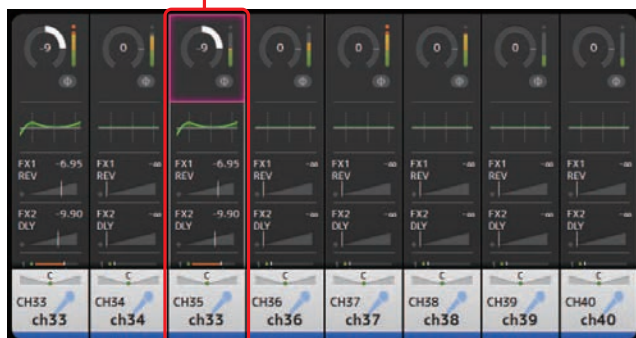 -9 0 -9 0 0 0 0 0
FX1 -6.95 FX1 -∞ FX1 -6.95 FX1 -∞ FX1 -∞ FX1 -∞ FX1 -∞ FX1 -∞
REV REV REV REV REV REV REV REV
FX2 -9.90 FX2 -∞ FX2 -9.90 FX2 -∞ FX2 -∞ FX2 -∞ FX2 -∞ FX2 -∞
DLY DLY DLY DLY DLY DLY DLY DLY
C C C C C C C C
CH33 CH34 CH35 CH36 CH37 CH38 CH39 CH40
ch33 ch34 ch33 ch36 ch37 ch38 ch39 ch40